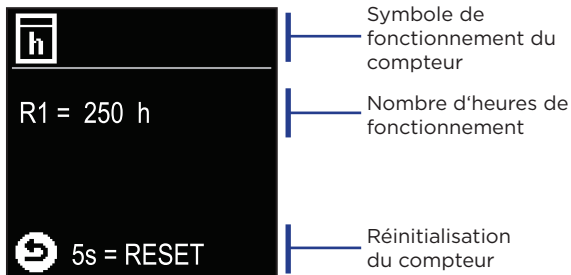 h
Symbole de
fonctionnement du
compteur
R1 = 250 h
Nombre d‘heures de
fonctionnement
5s = RESET
Réinitialisation
du compteur